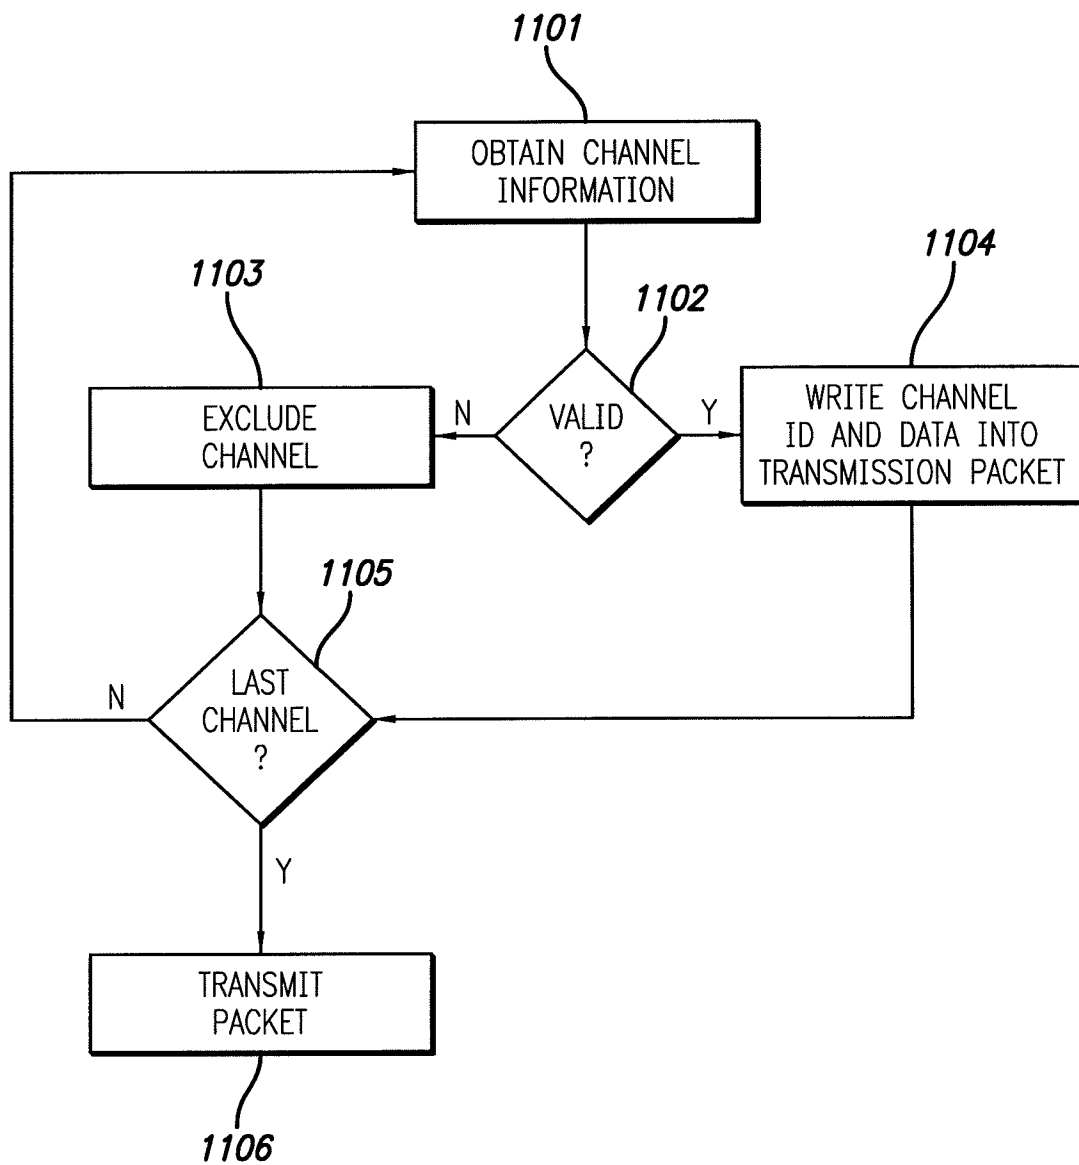 1101
OBTAIN CHANNEL
INFORMATION
1103
1102
1104
EXCLUDE
CHANNEL
N
VALID
?
Y
WRITE CHANNEL
ID AND DATA INTO
TRANSMISSION PACKET
1105
N
LAST
CHANNEL
?
Y
TRANSMIT
PACKET
1106